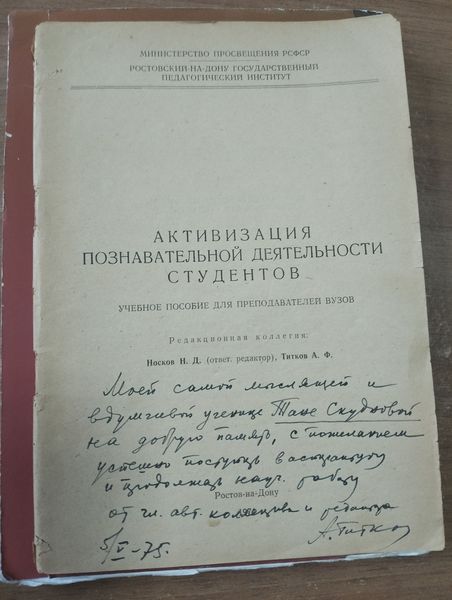 МИНИСТЕРСТВО ПРОСВЕЩЕНИЯ РСФСР
РОСТОВСКИЙ-НА-ДОНУ ГОСУДАРСТВЕННЫЙ
ПЕДАГОГИЧЕСКИЙ ИНСТИТУТ
АКТИВИЗАЦИЯ
ПОЗНАВАТЕЛЬНОЙ ДЕЯТЕЛЬНОСТИ
СТУДЕНТОВ
УЧЕБНОЕ ПОСОБИЕ ДЛЯ ПРЕПОДАВАТЕЛЕЙ ВУЗОВ
Редакционная коллегия:
Носков Н. Д. (ответ. редактор), Титков А. Ф.
Моей самой мыслящей и
вдумчивой ученице Тане
на добрую память, с пожеланием
успешно поступить в аспирантуру
и продолжать науч. работу
Ростов-на-Дону
от чл. авт. коллектива и редактора
А. Титков
5/V-75.